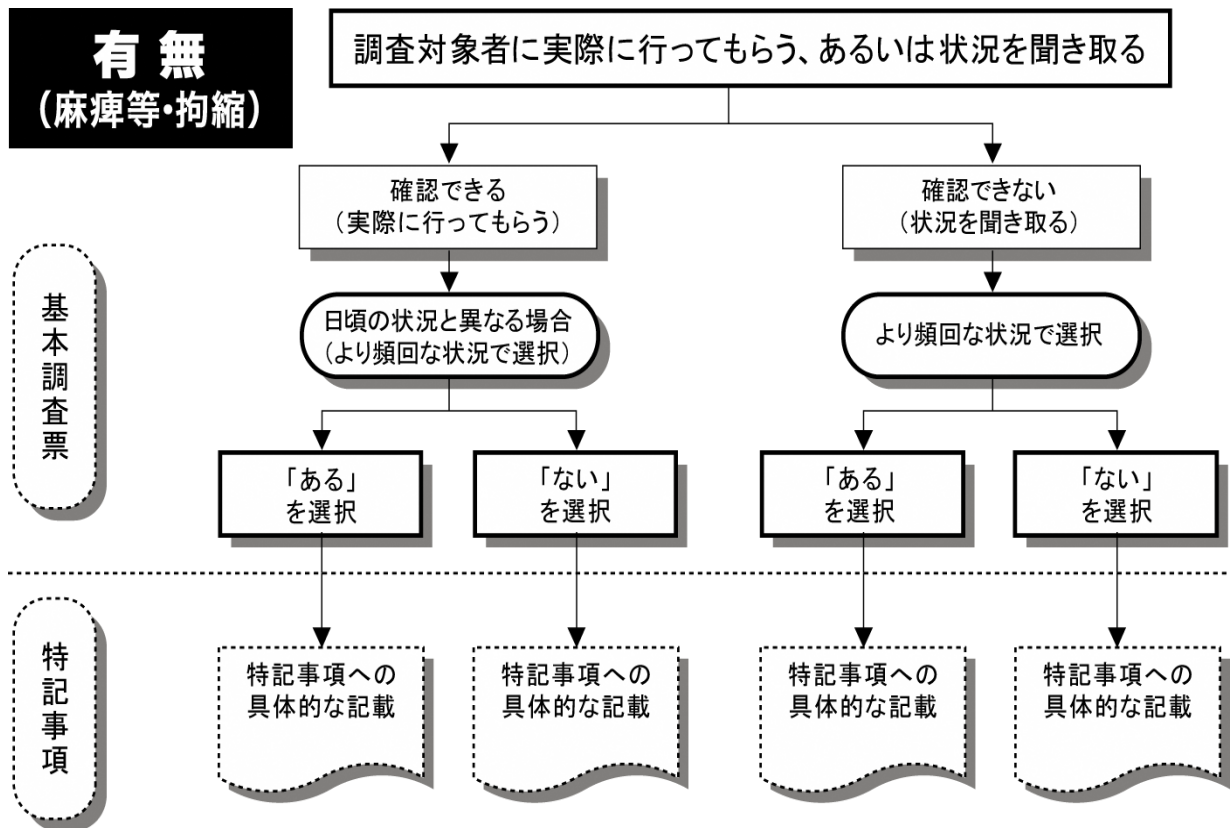 有無
（麻痺等・拘縮）
調査対象者に実際に行ってもらう、あるいは状況を聞き取る
確認できる
（実際に行ってもらう）
確認できない
（状況を聞き取る）
基本調査票
日頃の状況と異なる場合
（より頻回な状況で選択）
より頻回な状況で選択
「ある」
を選択
「ない」
を選択
「ある」
を選択
「ない」
を選択
特記事項
特記事項への
具体的な記載
特記事項への
具体的な記載
特記事項への
具体的な記載
特記事項への
具体的な記載